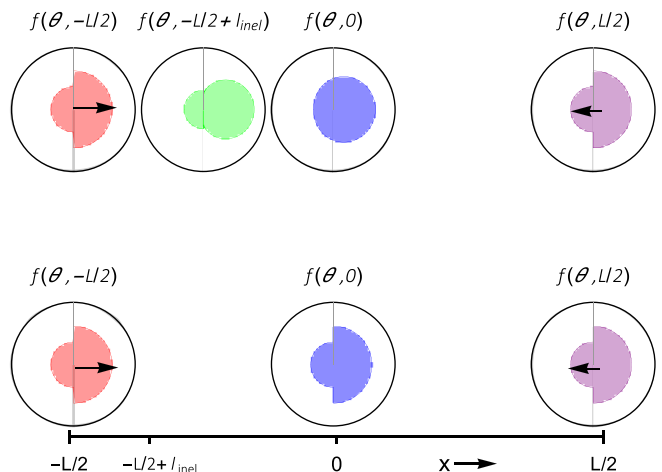 f(θ,-L/2) f(θ,-L/2+l_inel) f(θ,0) f(θ,L/2)
f(θ,-L/2) f(θ,0) f(θ,L/2)
-L/2 -L/2+l_inel 0 x L/2